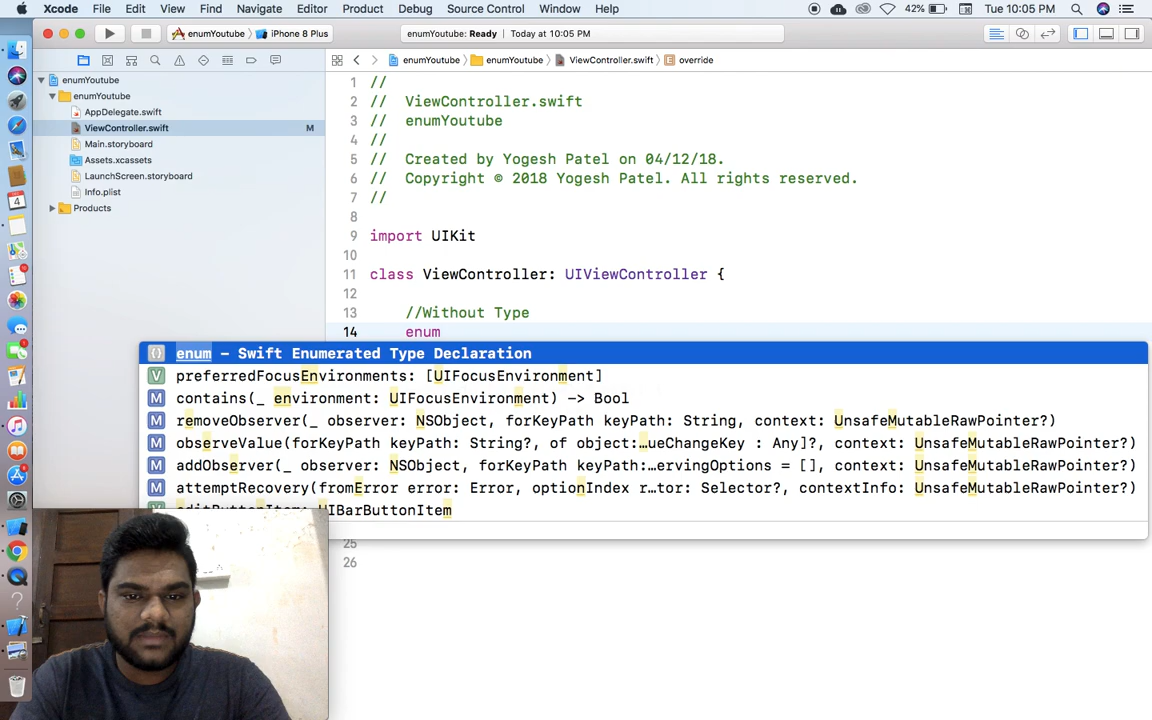 Xcode File Edit View Find Navigate Editor Product Debug Source Control Window Help 42% Tue 10:05 PM
enumYoutube iPhone 8 Plus enumYoutube: Ready Today at 10:05 PM
enumYoutube enumYoutube ViewController.swift override
enumYoutube
enumYoutube
AppDelegate.swift
ViewController.swift M
Main.storyboard
Assets.xcassets
LaunchScreen.storyboard
Info.plist
Products
1 //
2 // ViewController.swift
3 // enumYoutube
4 //
5 // Created by Yogesh Patel on 04/12/18.
6 // Copyright © 2018 Yogesh Patel. All rights reserved.
7 //
8
9 import UIKit
10
11 class ViewController: UIViewController {
12
13 //Without Type
14 enum
{} enum – Swift Enumerated Type Declaration
V preferredFocusEnvironments: [UIFocusEnvironment]
M contains(_ environment: UIFocusEnvironment) -> Bool
M removeObserver(_ observer: NSObject, forKeyPath keyPath: String, context: UnsafeMutableRawPointer?)
M observeValue(forKeyPath keyPath: String?, of object:…ueChangeKey : Any]?, context: UnsafeMutableRawPointer?)
M addObserver(_ observer: NSObject, forKeyPath keyPath:…ervingOptions = [], context: UnsafeMutableRawPointer?)
M attemptRecovery(fromError error: Error, optionIndex r…tor: Selector?, contextInfo: UnsafeMutableRawPointer?)
V editButtonItem: UIBarButtonItem
25
26